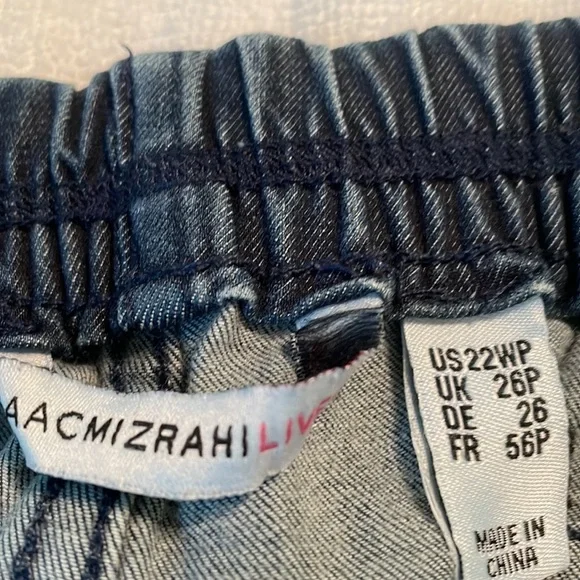 AACMIZRAHILIVE
US22WP
UK 26P
DE 26
FR 56P
MADE IN
CHINA